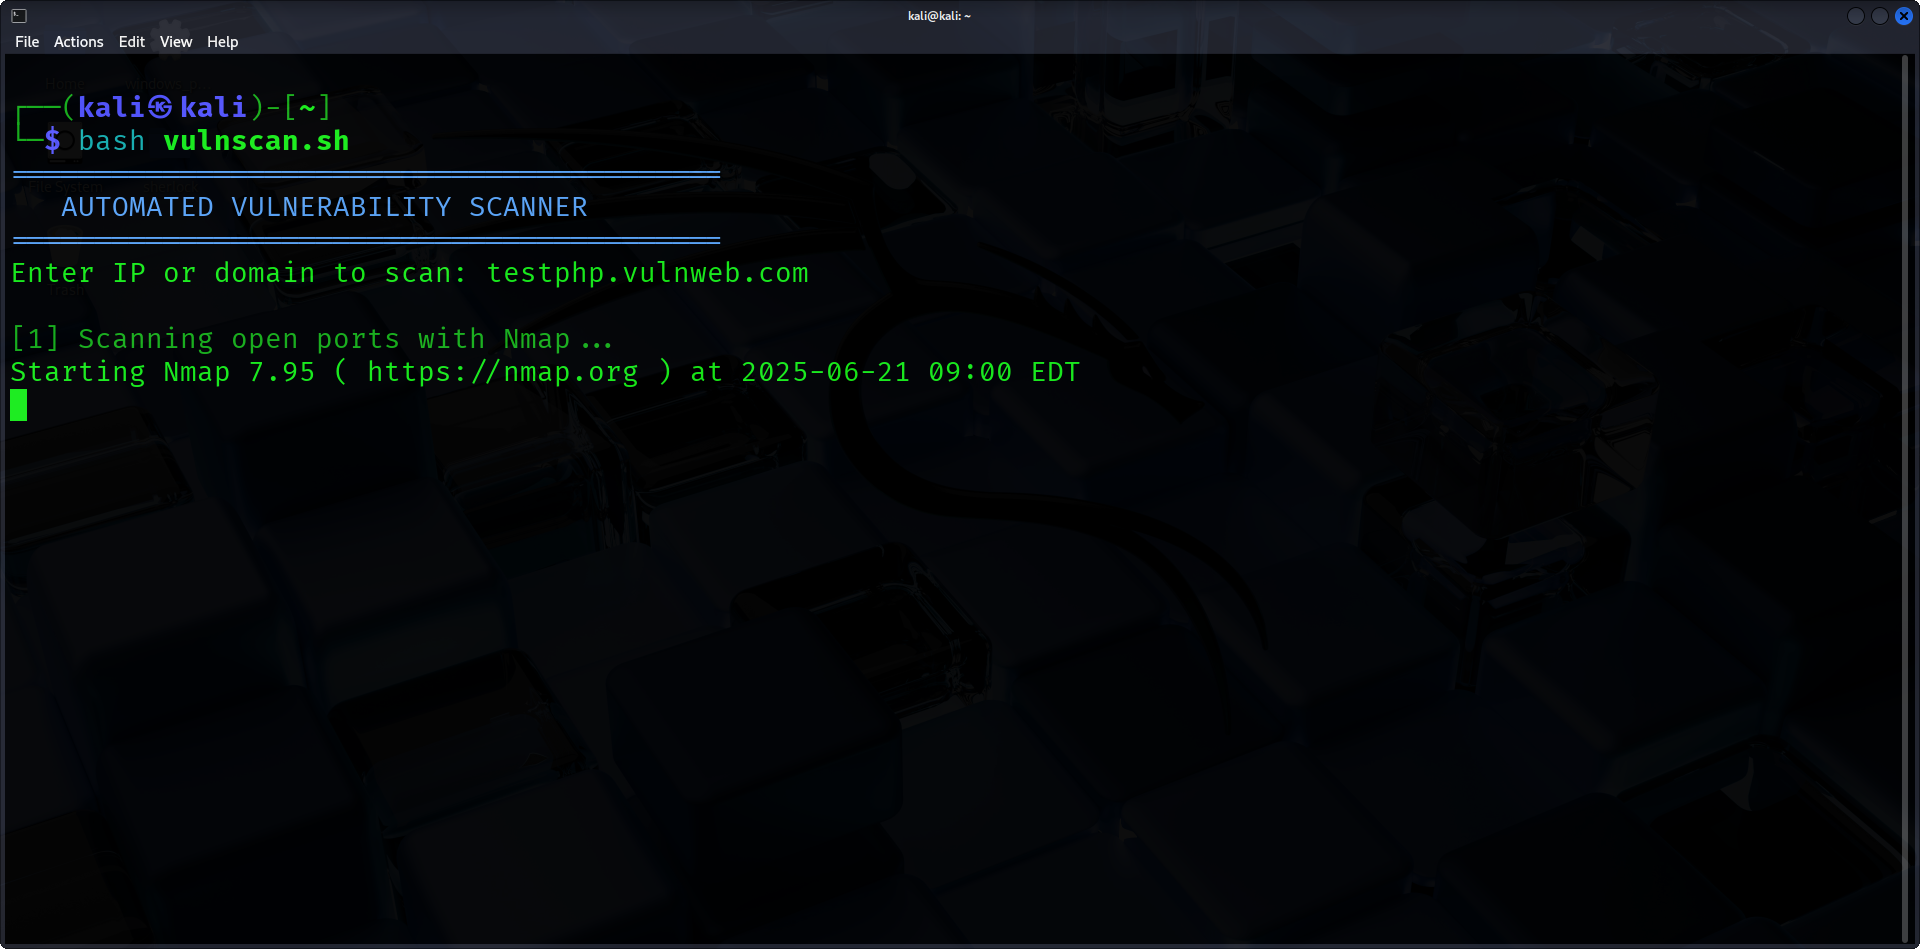 kali@kali: ~
File Actions Edit View Help
┌──(kali㉿kali)-[~]
└─$ bash vulnscan.sh
AUTOMATED VULNERABILITY SCANNER
Enter IP or domain to scan: testphp.vulnweb.com
[1] Scanning open ports with Nmap...
Starting Nmap 7.95 ( https://nmap.org ) at 2025-06-21 09:00 EDT